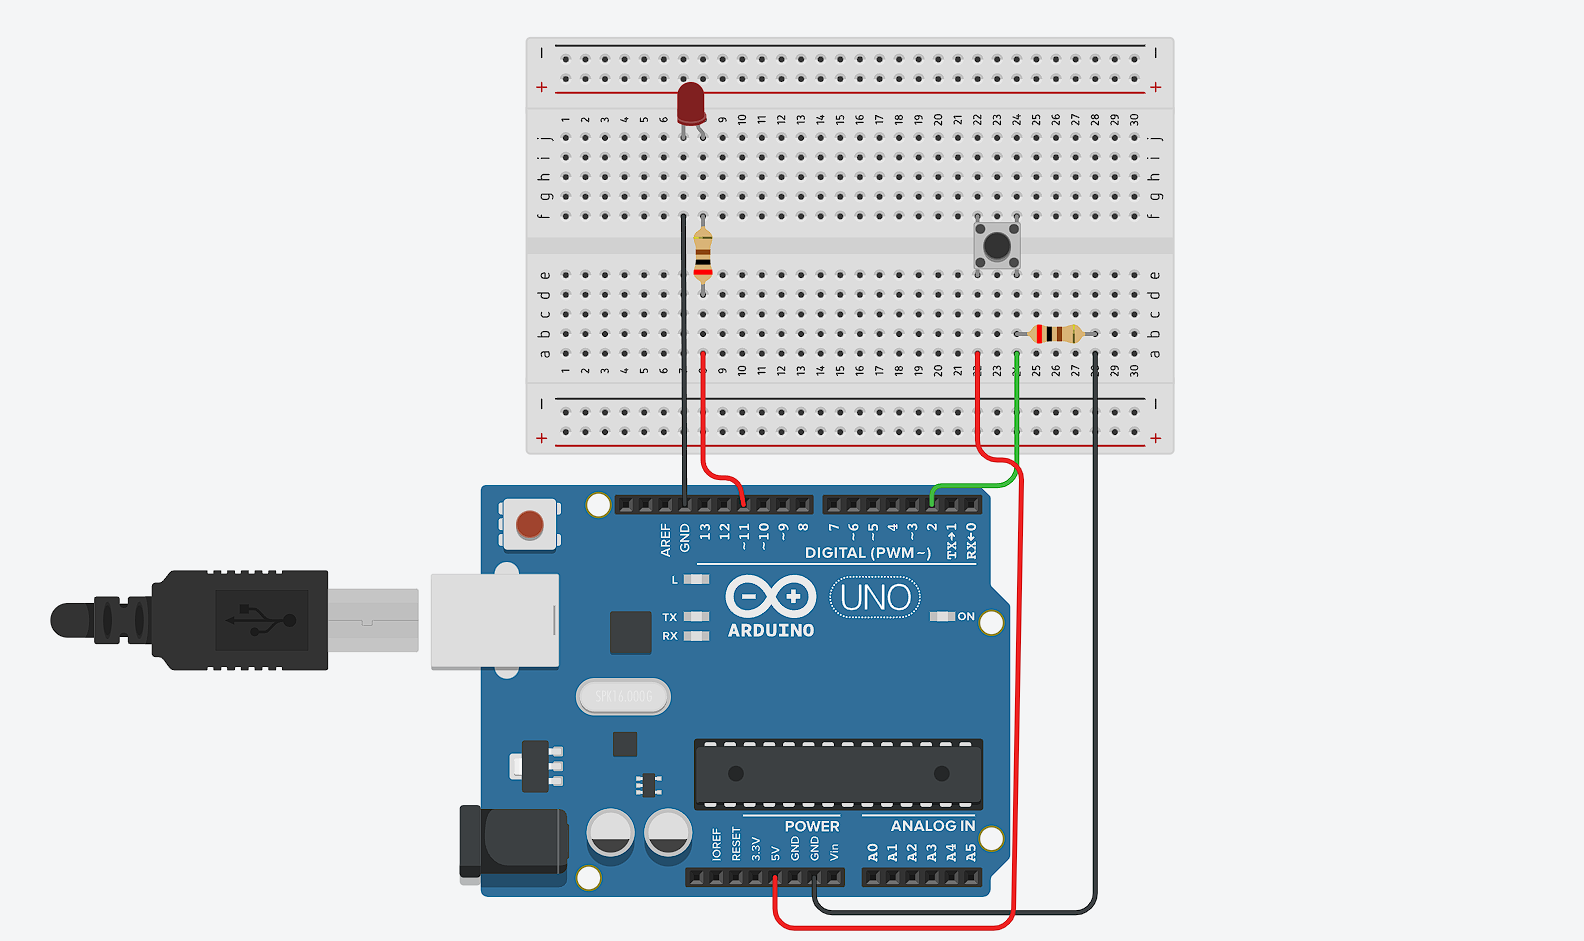 − −
+ +
1 2 3 4 5 6 9 10 11 12 13 14 15 16 17 18 19 20 21 22 23 24 25 26 27 28 29 30
j j
i i
h h
g g
f f
e e
d d
c c
b b
a a
1 2 3 4 5 6 7 8 9 10 11 12 13 14 15 16 17 18 19 20 21 22 23 24 25 26 27 28 29 30
− −
+ +
AREF GND 13 12 ~11 ~10 ~9 8 7 ~6 ~5 4 ~3 2 TX→1 RX←0
DIGITAL (PWM~)
L
TX
RX
UNO
ON
ARDUINO
SPK16.000G
POWER
ANALOG IN
IOREF RESET 3.3V 5V GND GND Vin A0 A1 A2 A3 A4 A5